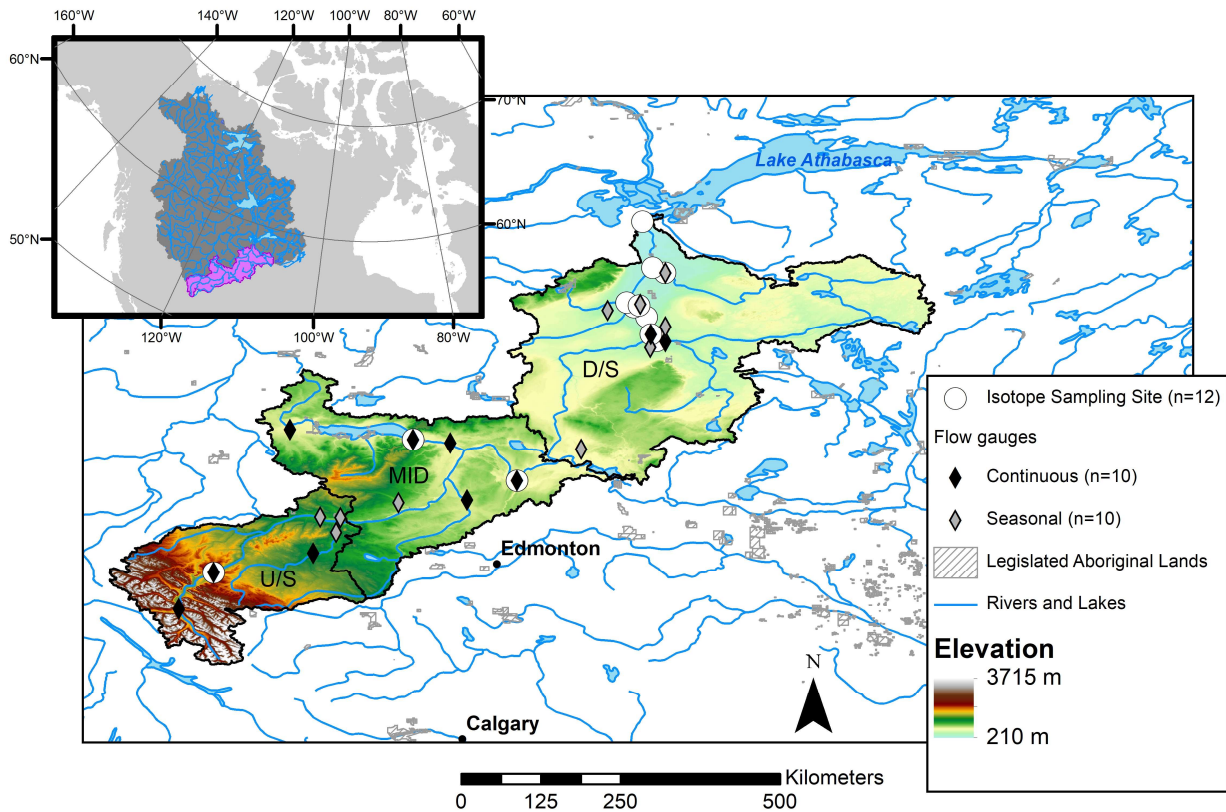 160°W 140°W 120°W 100°W 80°W 60°W
60°N
70°N
Lake Athabasca
60°N
50°N
120°W 100°W 80°W
D/S
Isotope Sampling Site (n=12)
Flow gauges
MID
Continuous (n=10)
Seasonal (n=10)
Edmonton
Legislated Aboriginal Lands
U/S
Rivers and Lakes
Elevation
N
3715 m
Calgary
210 m
Kilometers
0 125 250 500